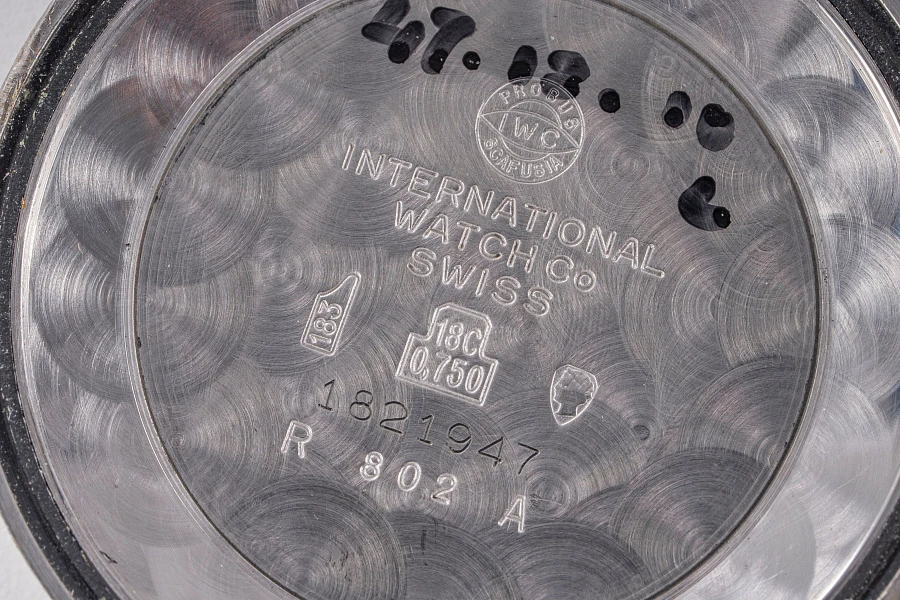 PROBUS
IWC
SCAFUSIA
INTERNATIONAL
WATCH Co
SWISS
183
18C
0,750
1821947
R 802 A